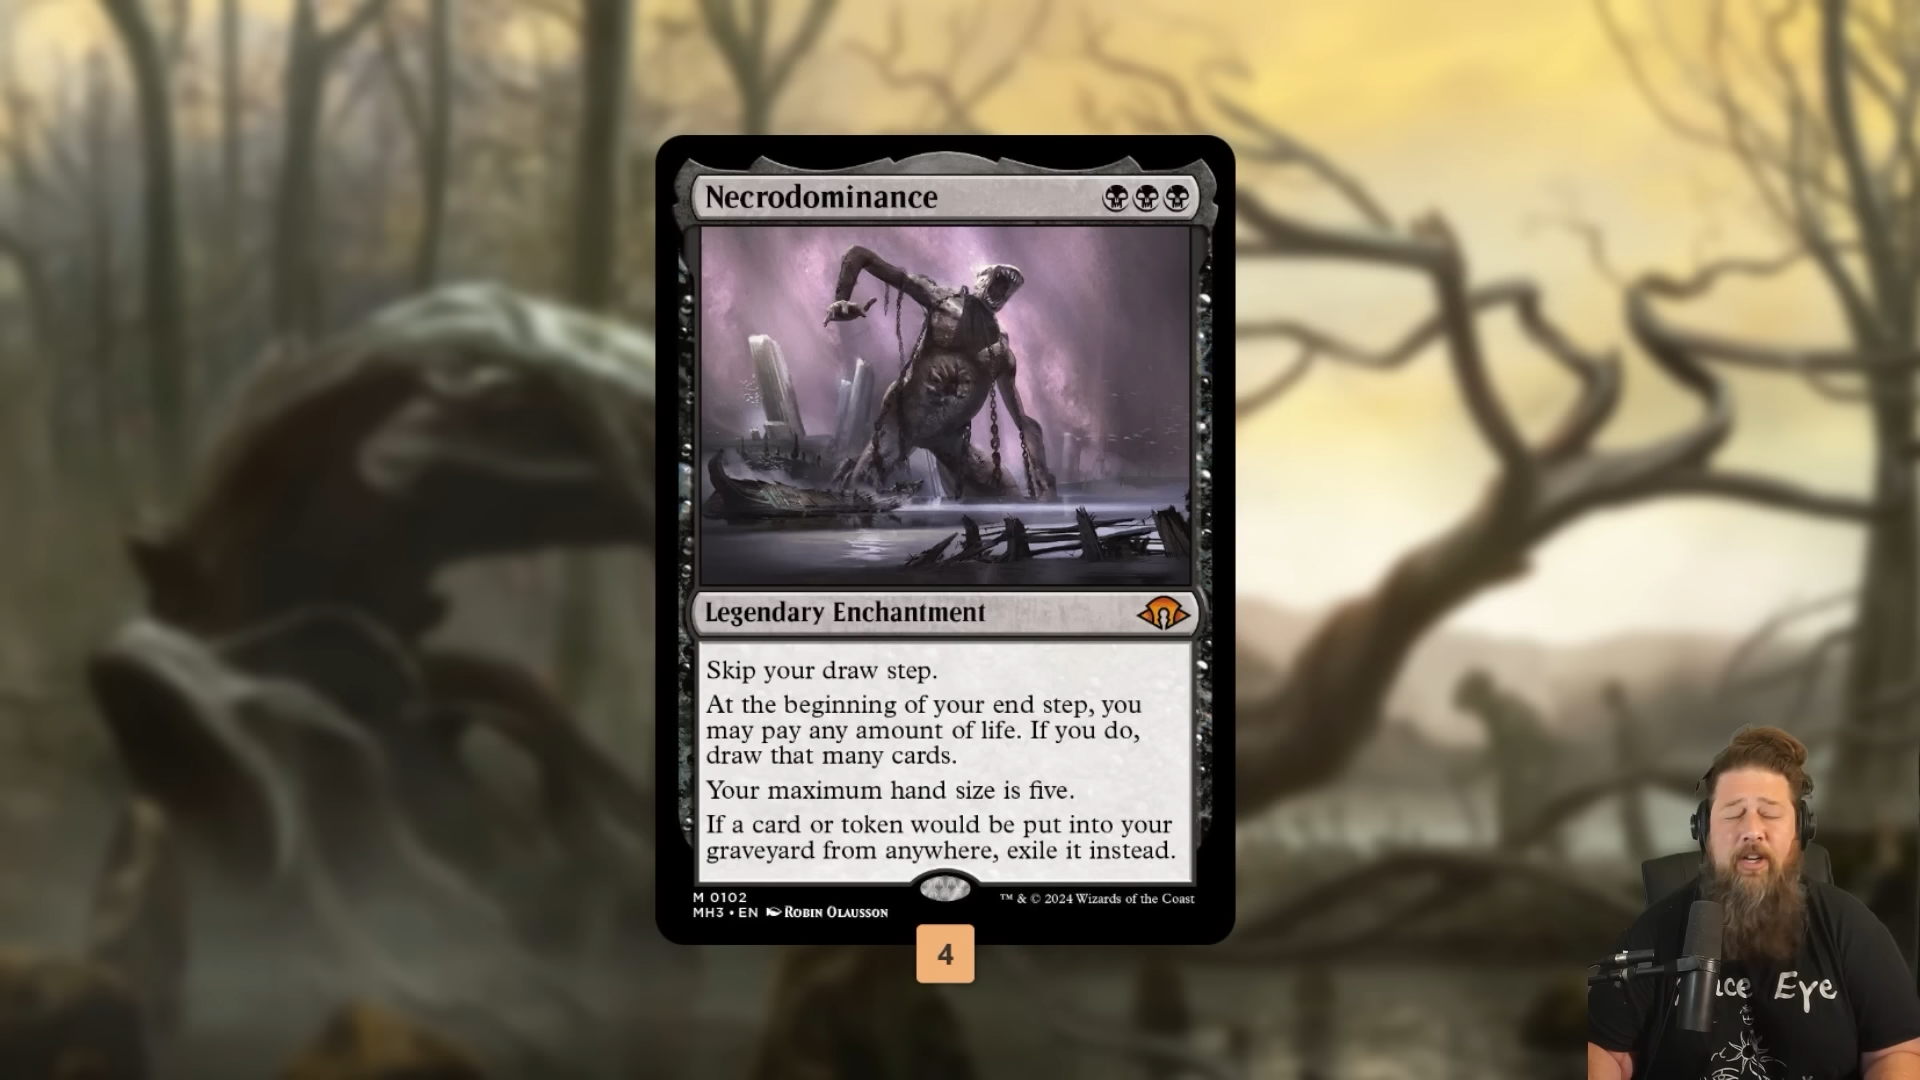 Necrodominance
Legendary Enchantment
Skip your draw step.
At the beginning of your end step, you
may pay any amount of life. If you do,
draw that many cards.
Your maximum hand size is five.
If a card or token would be put into your
graveyard from anywhere, exile it instead.
M 0102
MH3 • EN ROBIN OLAUSSON
™ & © 2024 Wizards of the Coast
4
Eye